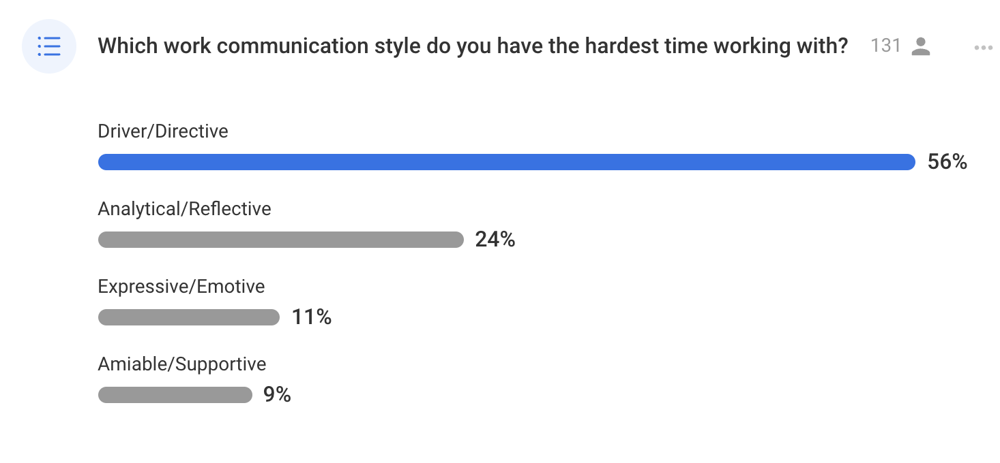 Which work communication style do you have the hardest time working with? 131
Driver/Directive
56%
Analytical/Reflective
24%
Expressive/Emotive
11%
Amiable/Supportive
9%